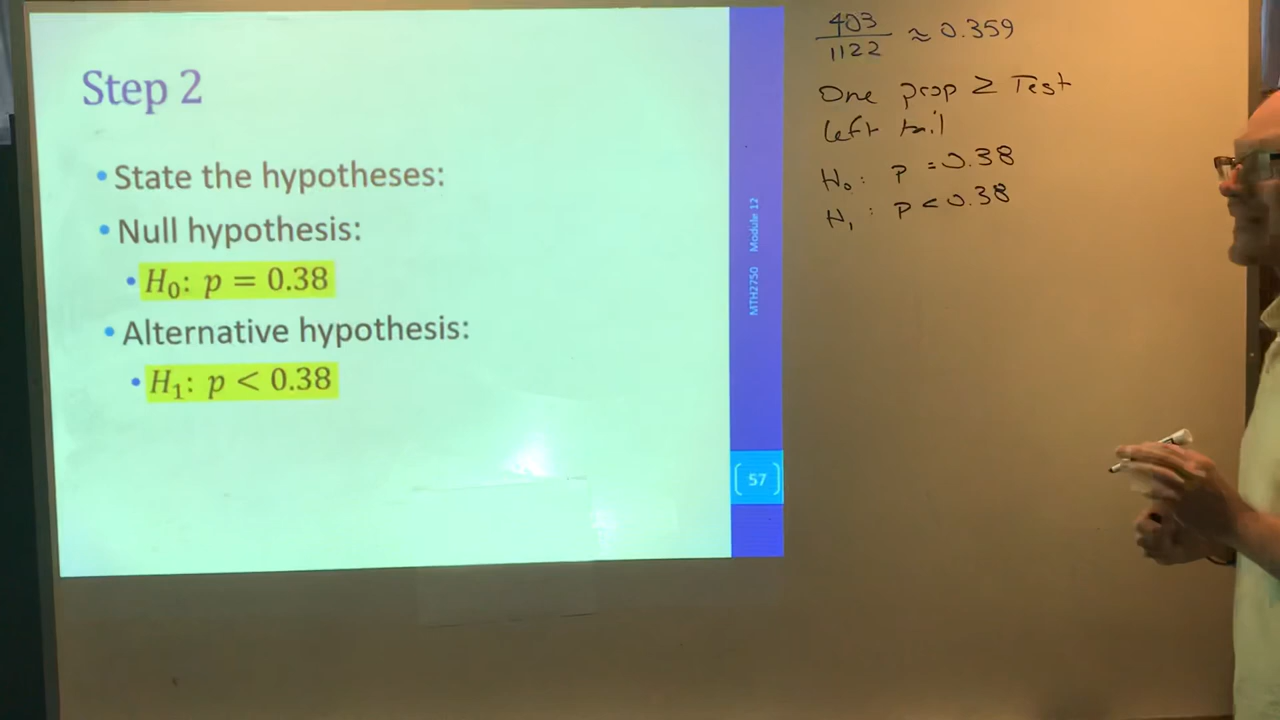 Step 2
• State the hypotheses:
• Null hypothesis:
• H₀: p = 0.38
• Alternative hypothesis:
• H₁: p < 0.38
MTH2750 Module 12
57
403/1122 ≈ 0.359
One prop Z Test
left tail
H₀: p = 0.38
H₁: p < 0.38